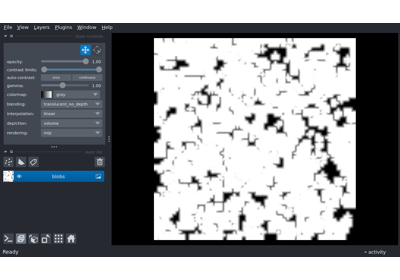 File View Layers Plugins Window Help
opacity: 1.00
contrast limits:
auto-contrast: once continuous
gamma: 1.00
colormap: gray
blending: translucent_no_depth
interpolation: linear
depiction: volume
rendering: mip
blobs
Ready activity